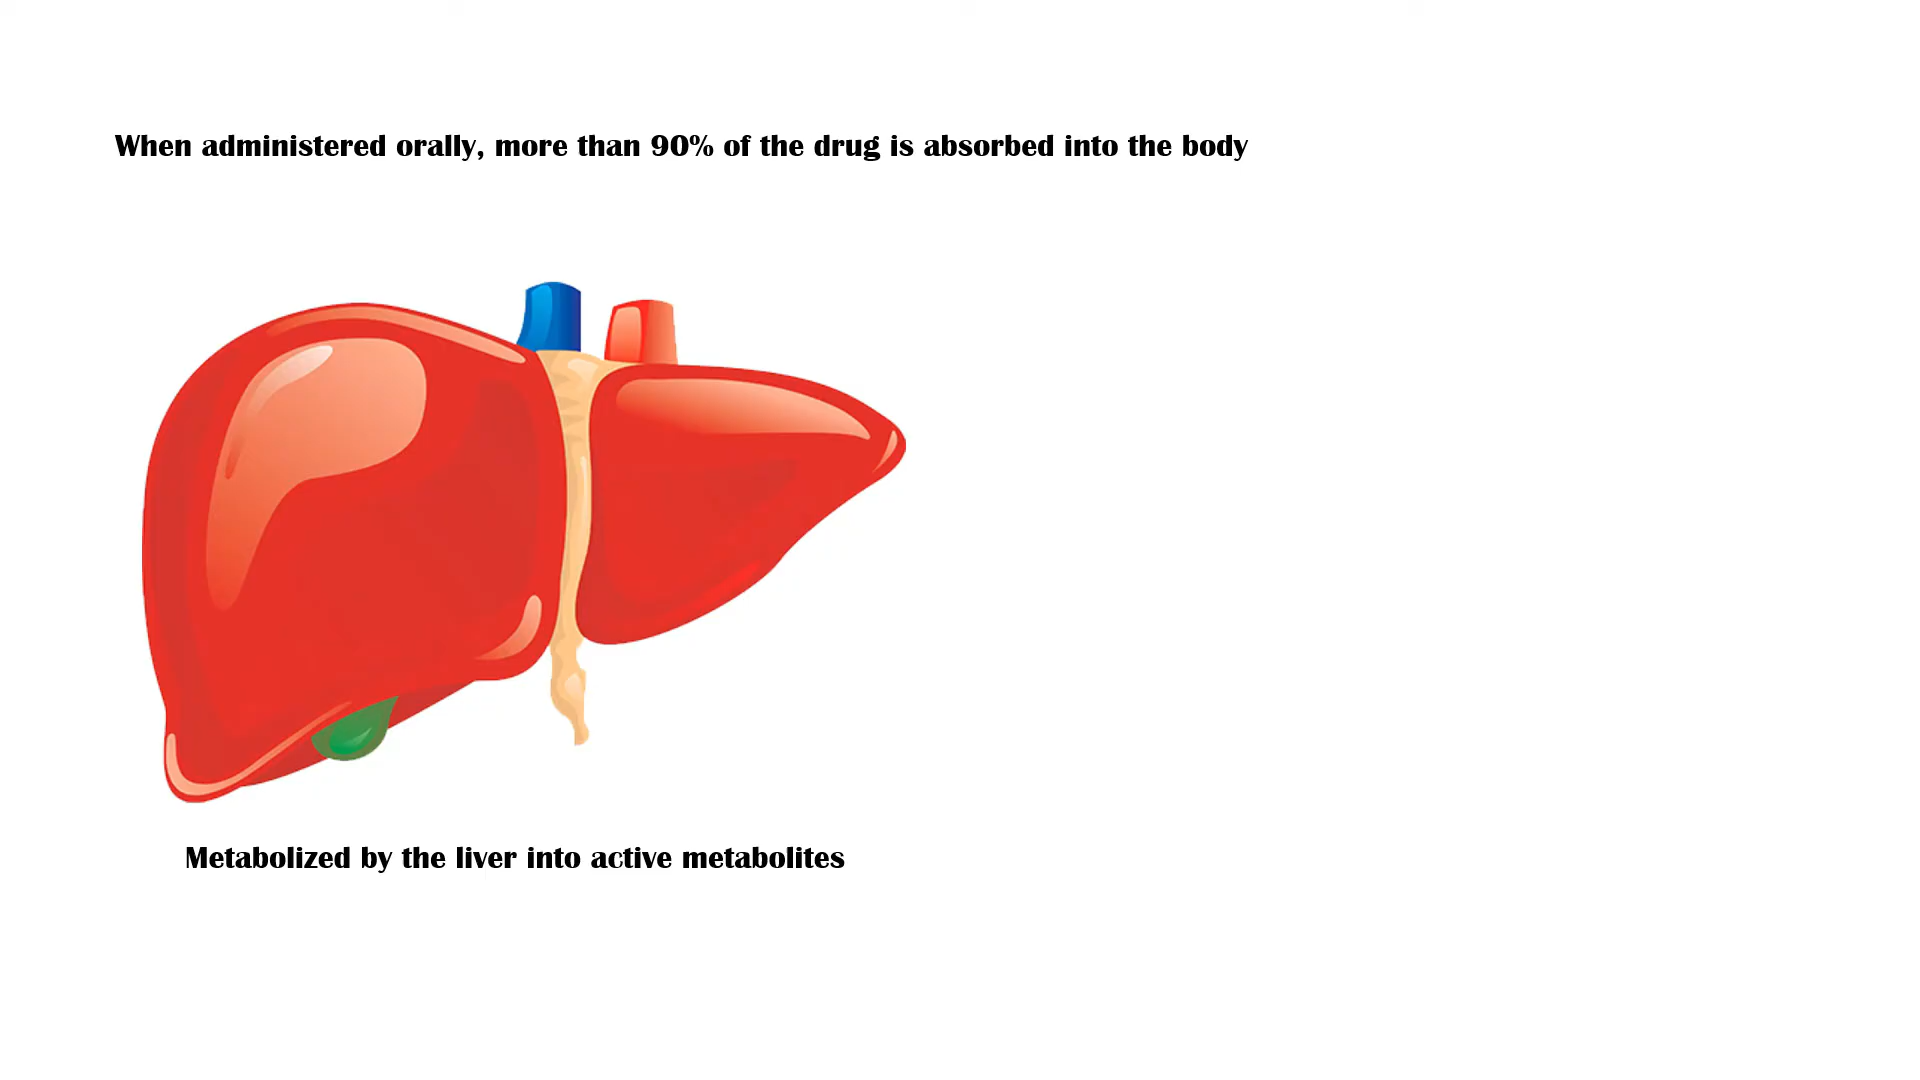 When administered orally, more than 90% of the drug is absorbed into the body
Metabolized by the liver into active metabolites